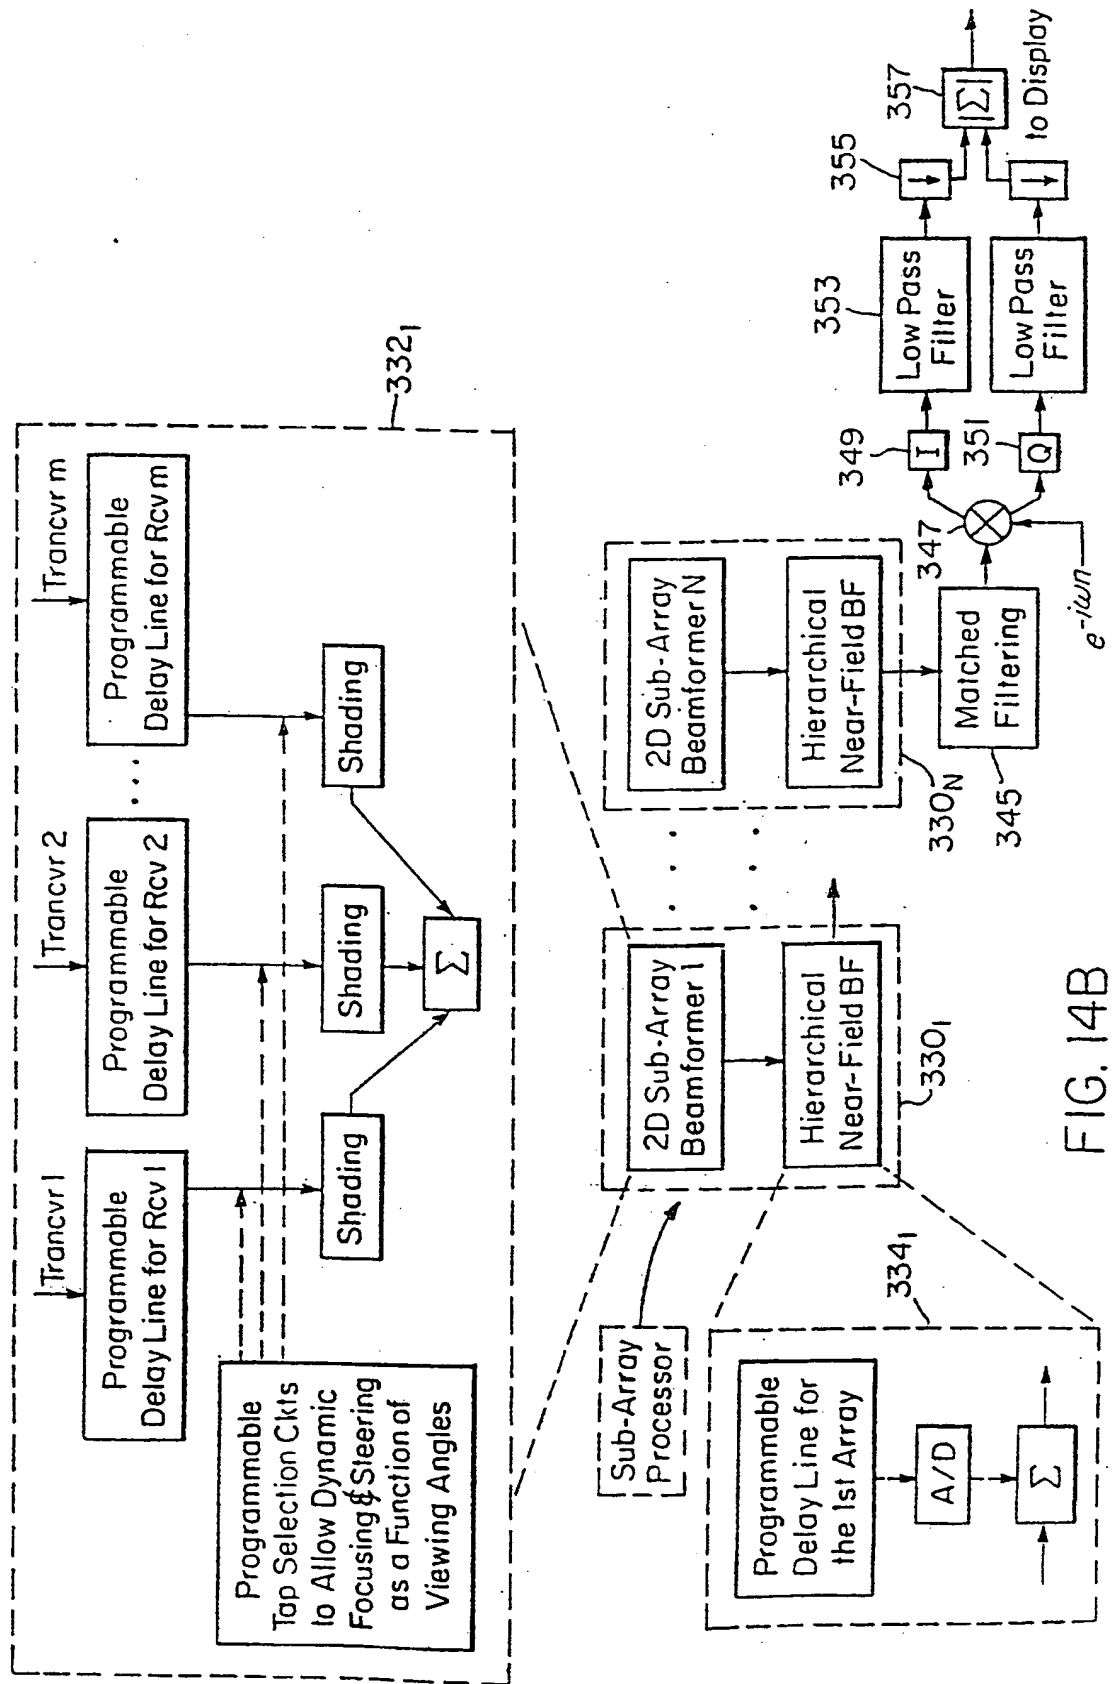 Trancvr 1
Trancvr 2
Trancvr m
Programmable
Delay Line for Rcv 1
Programmable
Delay Line for Rcv 2
. . .
Programmable
Delay Line for Rcv m
332₁
Programmable
Tap Selection Ckts
to Allow Dynamic
Focusing & Steering
as a Function of
Viewing Angles
Shading
Shading
Shading
Σ
Sub-Array
Processor
2D Sub-Array
Beamformer 1
Hierarchical
Near-Field BF
330₁
. . .
. . .
2D Sub-Array
Beamformer N
Hierarchical
Near-Field BF
330N
Programmable
Delay Line for
the 1st Array
A/D
Σ
334₁
Matched
Filtering
345
347
e^-iωn
349
I
351
Q
353
Low Pass
Filter
Low Pass
Filter
355
357
|Σ|
to Display
FIG. 14B